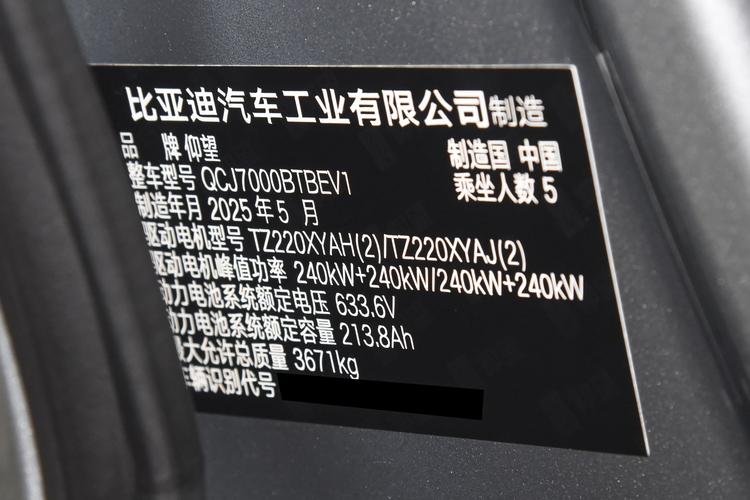 比亚迪汽车工业有限公司制造
品 牌 仰望 制造国 中国
整车型号 QCJ7000BTBEV1 乘坐人数 5
制造年月 2025年5 月
驱动电机型号 TZ220XYAH(2)/TZ220XYAJ(2)
驱动电机峰值功率 240kW+240kW/240kW+240kW
动力电池系统额定电压 633.6V
动力电池系统额定容量 213.8Ah
最大允许总质量 3671kg
车辆识别代号